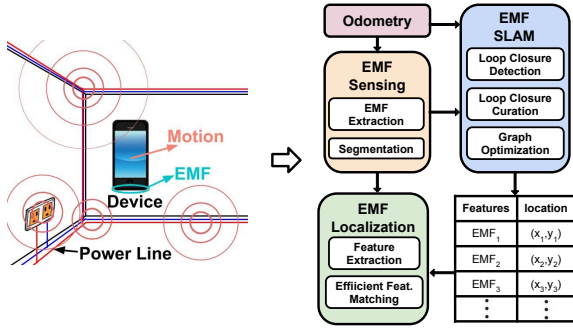 Motion
EMF
Device
Power Line
Odometry
EMF
Sensing
EMF
Extraction
Segmentation
EMF
SLAM
Loop Closure
Detection
Loop Closure
Curation
Graph
Optimization
EMF
Localization
Feature
Extraction
Effiicient Feat.
Matching
Features location
EMF1 (x1,y1)
EMF2 (x2,y2)
EMF3 (x3,y3)